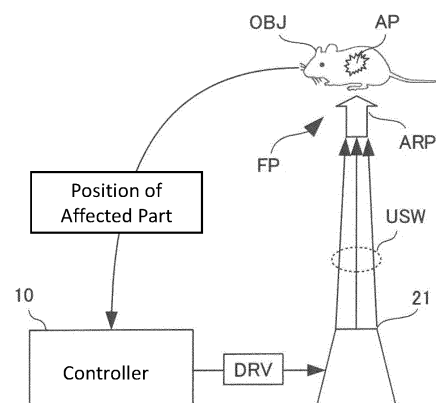 OBJ
AP
FP
ARP
Position of
Affected Part
USW
10
21
Controller
DRV